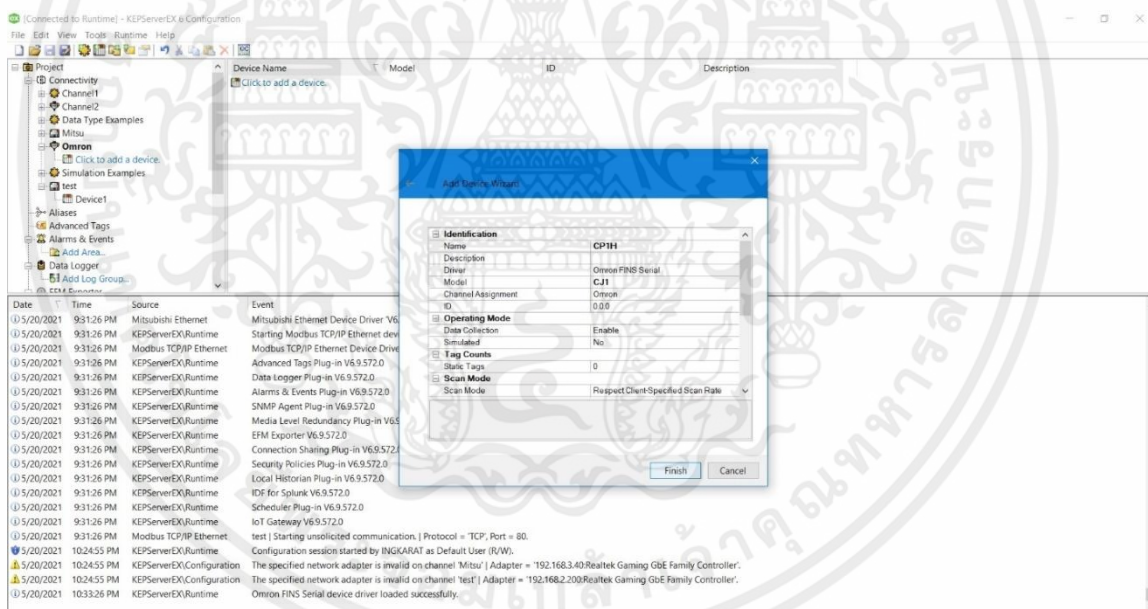 [Connected to Runtime] - KEPServerEX 6 Configuration
File Edit View Tools Runtime Help
Project
Connectivity
Channel1
Channel2
Data Type Examples
Mitsu
Omron
Click to add a device.
Simulation Examples
test
Device1
Aliases
Advanced Tags
Alarms & Events
Add Area...
Data Logger
Add Log Group...
EFM Exporter
Device Name Model ID Description
Click to add a device.
Add Device Wizard
Identification
Name CP1H
Description
Driver Omron FINS Serial
Model CJ1
Channel Assignment Omron
ID 0.0.0
Operating Mode
Data Collection Enable
Simulated No
Tag Counts
Static Tags 0
Scan Mode
Scan Mode Respect Client-Specified Scan Rate
Finish Cancel
Date Time Source Event
5/20/2021 9:31:26 PM Mitsubishi Ethernet Mitsubishi Ethernet Device Driver 'V6.
5/20/2021 9:31:26 PM KEPServerEX\Runtime Starting Modbus TCP/IP Ethernet dev
5/20/2021 9:31:26 PM Modbus TCP/IP Ethernet Modbus TCP/IP Ethernet Device Drive
5/20/2021 9:31:26 PM KEPServerEX\Runtime Advanced Tags Plug-in V6.9.572.0
5/20/2021 9:31:26 PM KEPServerEX\Runtime Data Logger Plug-in V6.9.572.0
5/20/2021 9:31:26 PM KEPServerEX\Runtime Alarms & Events Plug-in V6.9.572.0
5/20/2021 9:31:26 PM KEPServerEX\Runtime SNMP Agent Plug-in V6.9.572.0
5/20/2021 9:31:26 PM KEPServerEX\Runtime Media Level Redundancy Plug-in V6.9
5/20/2021 9:31:26 PM KEPServerEX\Runtime EFM Exporter V6.9.572.0
5/20/2021 9:31:26 PM KEPServerEX\Runtime Connection Sharing Plug-in V6.9.572.0
5/20/2021 9:31:26 PM KEPServerEX\Runtime Security Policies Plug-in V6.9.572.0
5/20/2021 9:31:26 PM KEPServerEX\Runtime Local Historian Plug-in V6.9.572.0
5/20/2021 9:31:26 PM KEPServerEX\Runtime IDF for Splunk V6.9.572.0
5/20/2021 9:31:26 PM KEPServerEX\Runtime Scheduler Plug-in V6.9.572.0
5/20/2021 9:31:26 PM KEPServerEX\Runtime IoT Gateway V6.9.572.0
5/20/2021 9:31:26 PM Modbus TCP/IP Ethernet test | Starting unsolicited communication. | Protocol = 'TCP', Port = 80.
5/20/2021 10:24:55 PM KEPServerEX\Runtime Configuration session started by INGKARAT as Default User (R/W).
5/20/2021 10:24:55 PM KEPServerEX\Configuration The specified network adapter is invalid on channel 'Mitsu' | Adapter = '192.168.3.40:Realtek Gaming GbE Family Controller'.
5/20/2021 10:24:55 PM KEPServerEX\Configuration The specified network adapter is invalid on channel 'test' | Adapter = '192.168.2.200:Realtek Gaming GbE Family Controller'.
5/20/2021 10:33:26 PM KEPServerEX\Runtime Omron FINS Serial device driver loaded successfully.